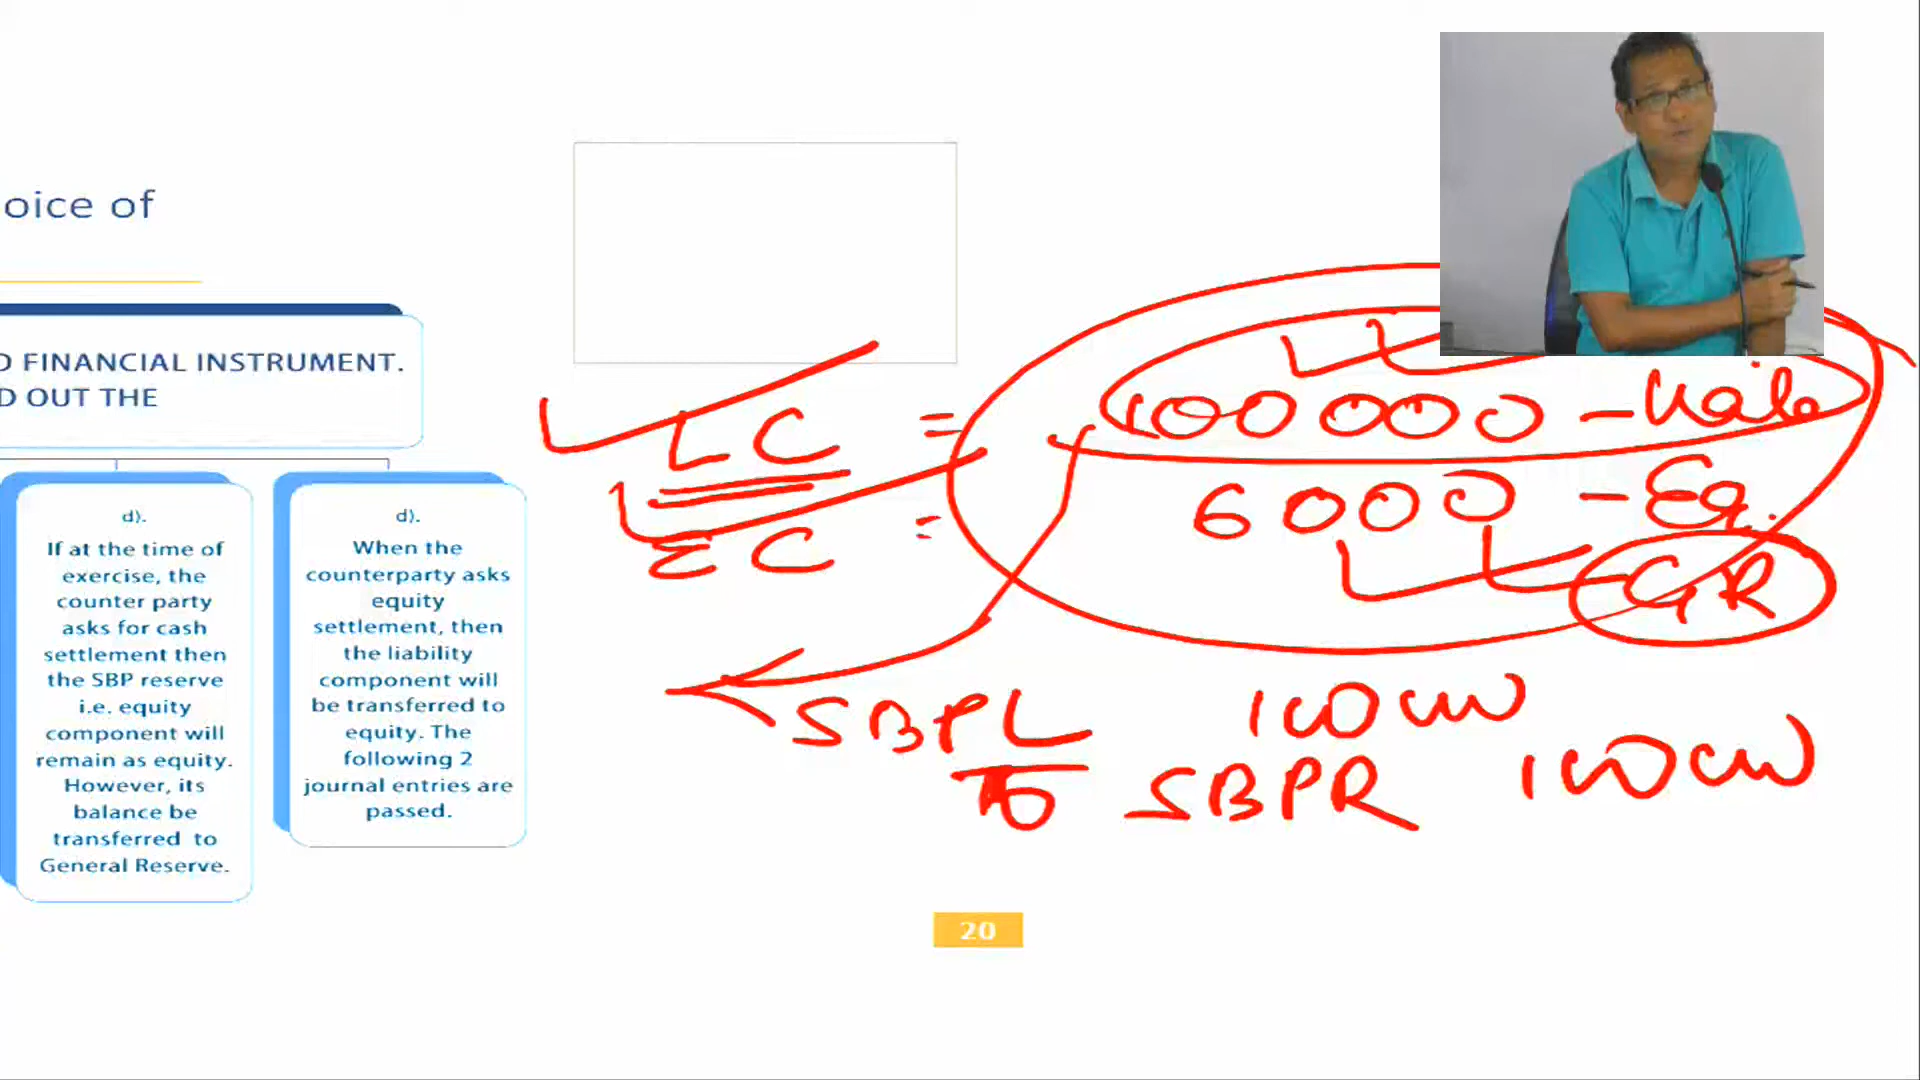 oice of
D FINANCIAL INSTRUMENT.
D OUT THE
d).
If at the time of
exercise, the
counter party
asks for cash
settlement then
the SBP reserve
i.e. equity
component will
remain as equity.
However, its
balance be
transferred to
General Reserve.
d).
When the
counterparty asks
equity
settlement, then
the liability
component will
be transferred to
equity. The
following 2
journal entries are
passed.
LC = 100000 -
EC = 6000 - Eq.
GR
SBPL 100000
To SBPR 100000
20